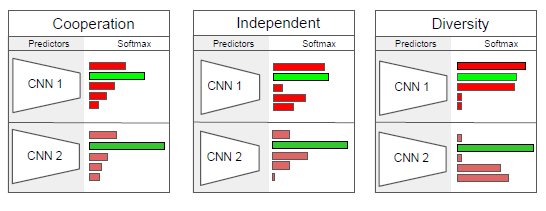 Cooperation
Predictors Softmax
CNN 1
CNN 2
Independent
Predictors Softmax
CNN 1
CNN 2
Diversity
Predictors Softmax
CNN 1
CNN 2